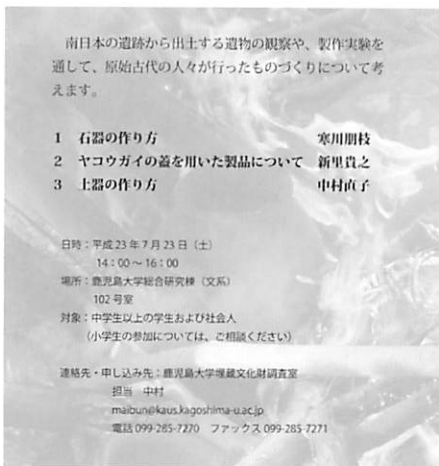 南日本の遺跡から出土する遺物の観察や、製作実験を
通して、原始古代の人々が行ったものづくりについて考
えます。
1 石器の作り方 寒川朋枝
2 ヤコウガイの蓋を用いた製品について 新里貴之
3 土器の作り方 中村直子
日時：平成23年7月23日（土）
14：00～16：00
場所：鹿児島大学総合研究棟（文系）
102号室
対象：中学生以上の学生および社会人
（小学生の参加については、ご相談ください）
連絡先・申し込み先：鹿児島大学埋蔵文化財調査室
担当 中村
maibun@kaus.kagoshima-u.ac.jp
電話 099-285-7270 ファックス 099-285-7271